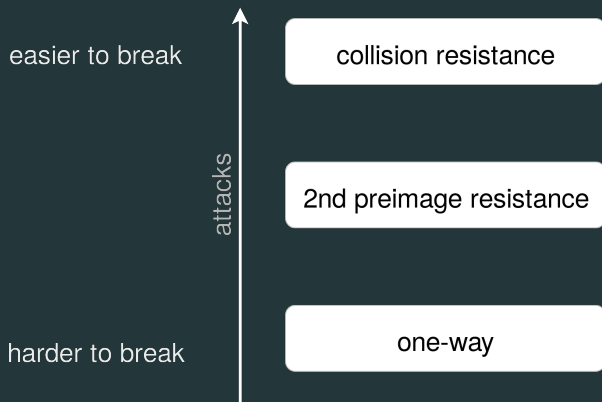 easier to break
collision resistance
attacks
2nd preimage resistance
harder to break
one-way